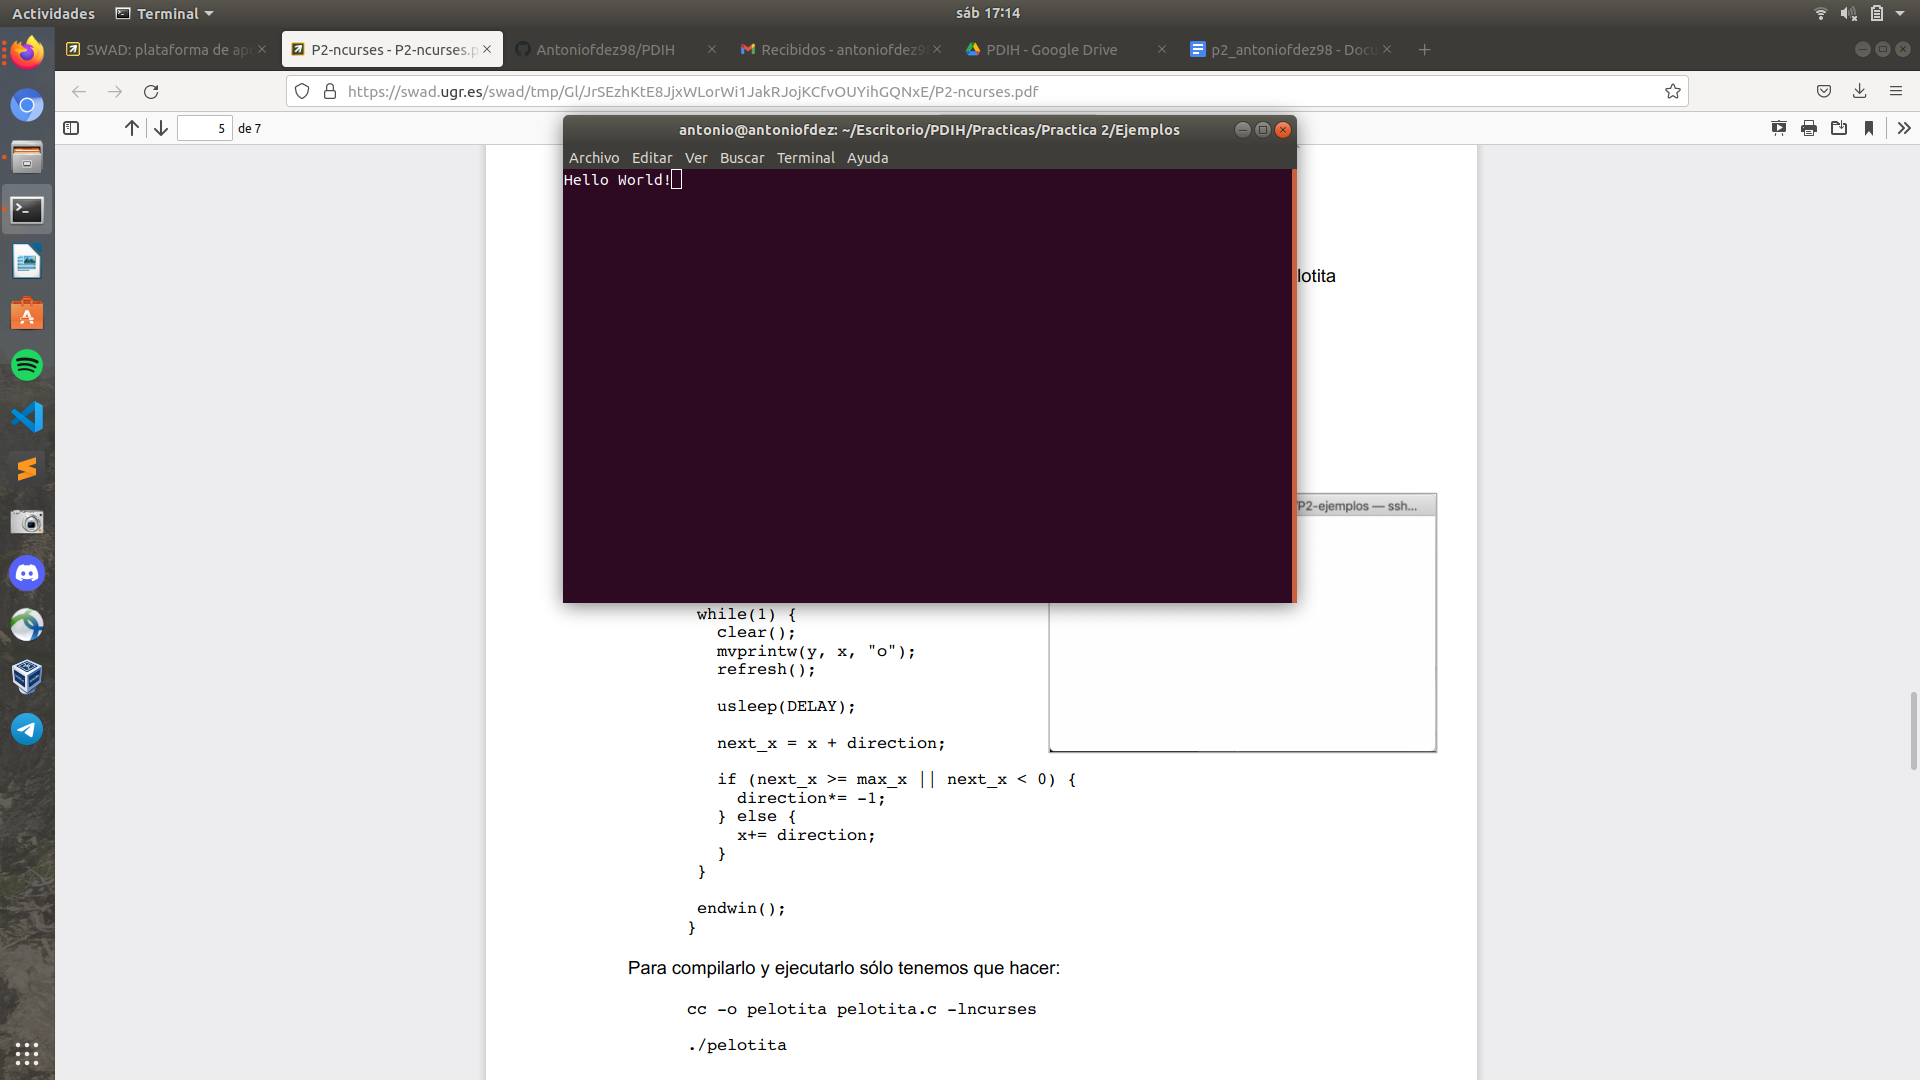 Actividades
Terminal
sáb 17:14
SWAD: plataforma de ap
P2-ncurses - P2-ncurses.p
Antoniofdez98/PDIH
Recibidos - antoniofdez9
PDIH - Google Drive
p2_antoniofdez98 - Docu
https://swad.ugr.es/swad/tmp/Gl/JrSEzhKtE8JjxWLorWi1JakRJojKCfvOUYihGQNxE/P2-ncurses.pdf
5 de 7
antonio@antoniofdez: ~/Escritorio/PDIH/Practicas/Practica 2/Ejemplos
Archivo Editar Ver Buscar Terminal Ayuda
Hello World!
lotita
/P2-ejemplos — ssh...
while(1) {
clear();
mvprintw(y, x, "o");
refresh();
usleep(DELAY);
next_x = x + direction;
if (next_x >= max_x || next_x < 0) {
direction*= -1;
} else {
x+= direction;
}
}
endwin();
}
Para compilarlo y ejecutarlo sólo tenemos que hacer:
cc -o pelotita pelotita.c -lncurses
./pelotita